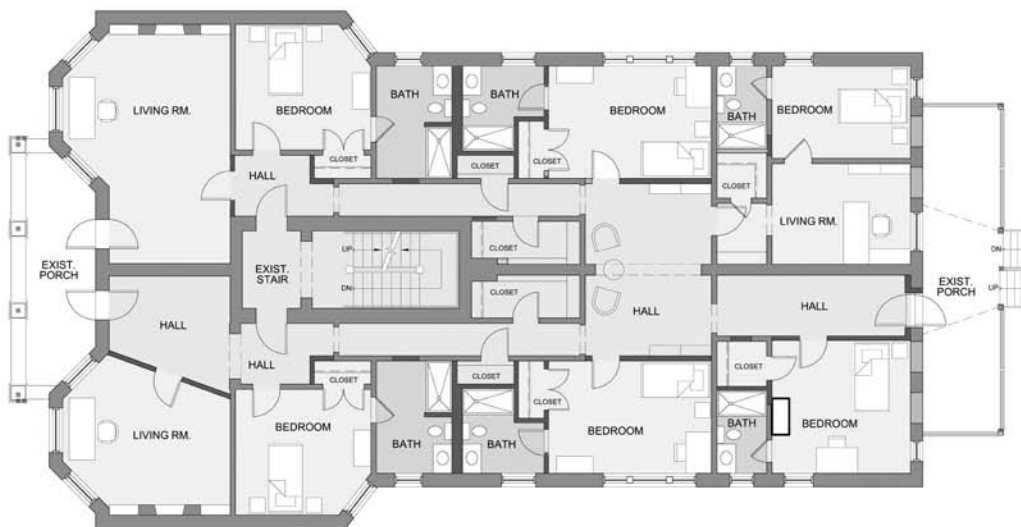 LIVING RM.
BEDROOM
BATH
BATH
BEDROOM
BATH
BEDROOM
CLOSET
CLOSET
CLOSET
CLOSET
HALL
LIVING RM.
CLOSET
UP
EXIST.
STAIR
DN
EXIST.
PORCH
DN
UP
EXIST.
PORCH
CLOSET
HALL
HALL
HALL
HALL
CLOSET
CLOSET
CLOSET
CLOSET
LIVING RM.
BEDROOM
BATH
BATH
BEDROOM
BATH
BEDROOM